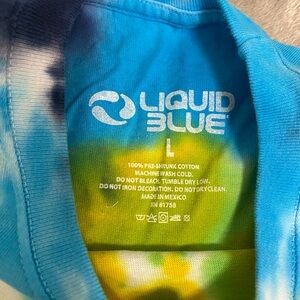 LIQUID
BLUE
L
100% PRE-SHRUNK COTTON
MACHINE WASH COLD.
DO NOT BLEACH. TUMBLE DRY LOW.
DO NOT IRON DECORATION. DO NOT DRY CLEAN.
MADE IN MEXICO
RN 81758